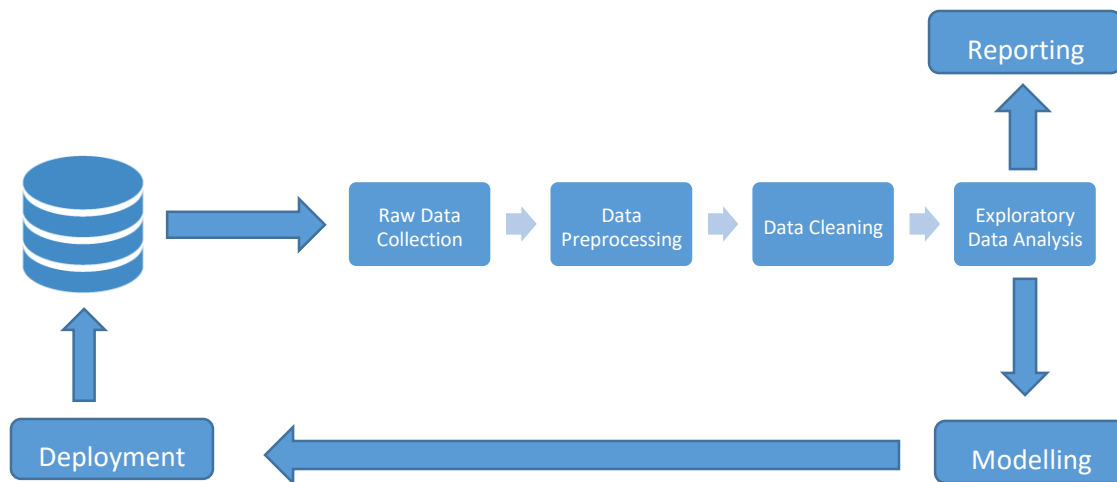 Reporting
Raw Data
Collection
Data
Preprocessing
Data Cleaning
Exploratory
Data Analysis
Deployment
Modelling